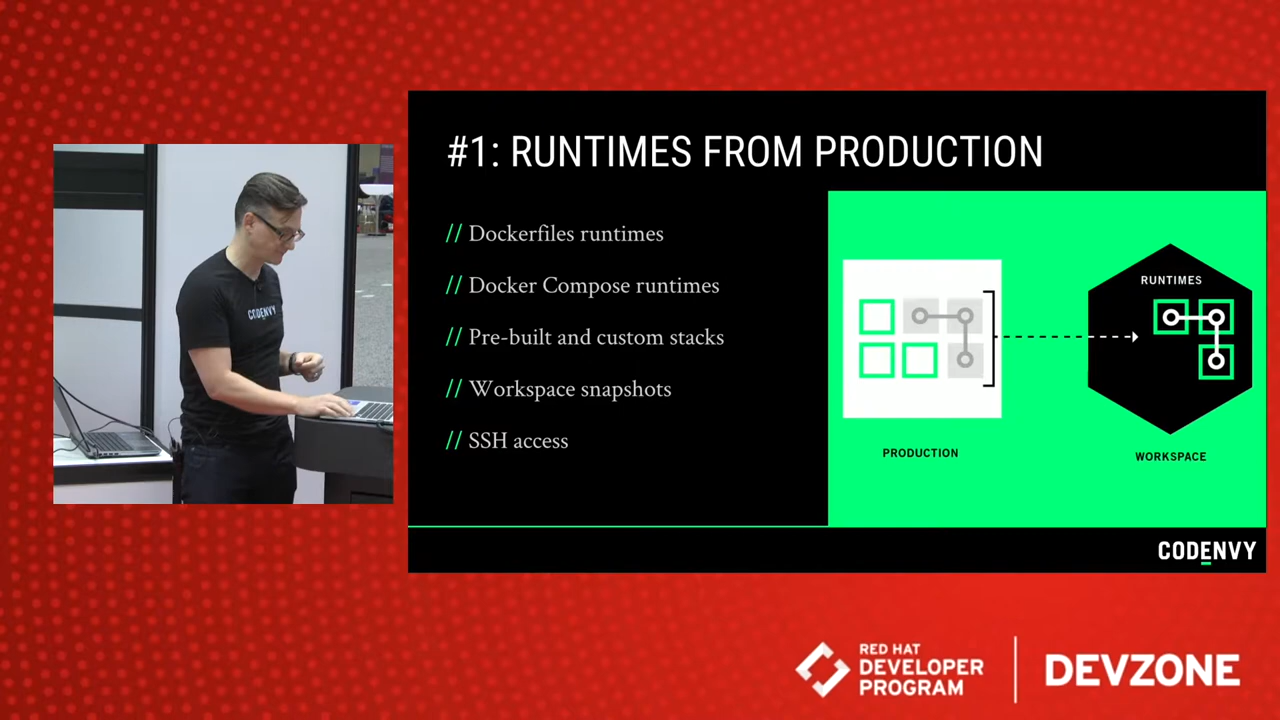 #1: RUNTIMES FROM PRODUCTION
// Dockerfiles runtimes
// Docker Compose runtimes
// Pre-built and custom stacks
// Workspace snapshots
// SSH access
RUNTIMES
PRODUCTION
WORKSPACE
CODENVY
CODENVY
RED HAT
DEVELOPER
PROGRAM
DEVZONE